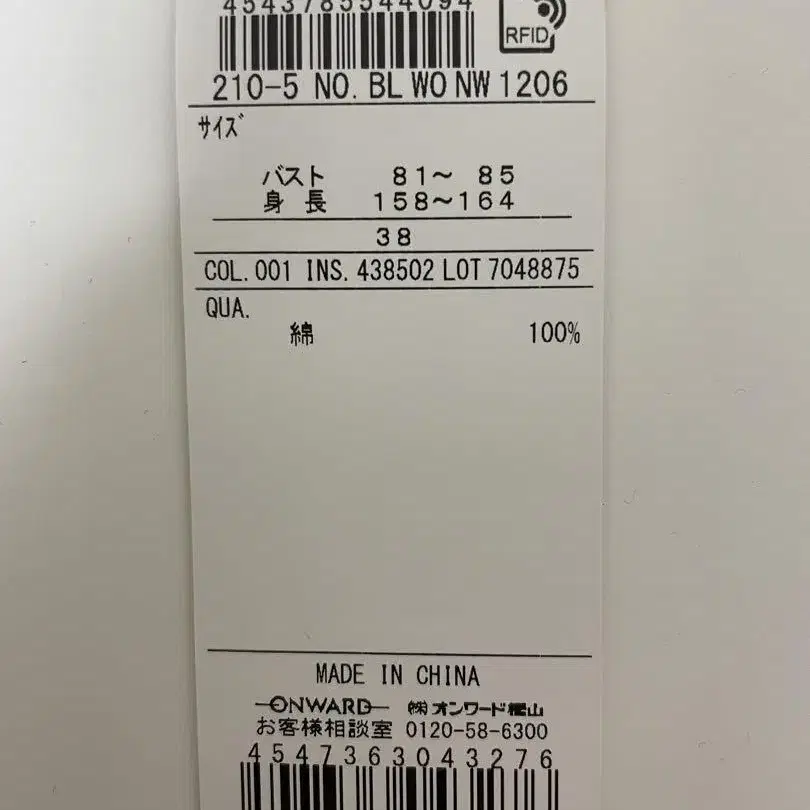 4543785544094
RFID
210-5 NO. BL WO NW 1206
サイズ
バスト 81～ 85
身 長 158～164
38
COL. 001 INS. 438502 LOT 7048875
QUA.
綿 100%
MADE IN CHINA
ONWARD ㈱オンワード樫山
お客様相談室 0120-58-6300
4547363043276